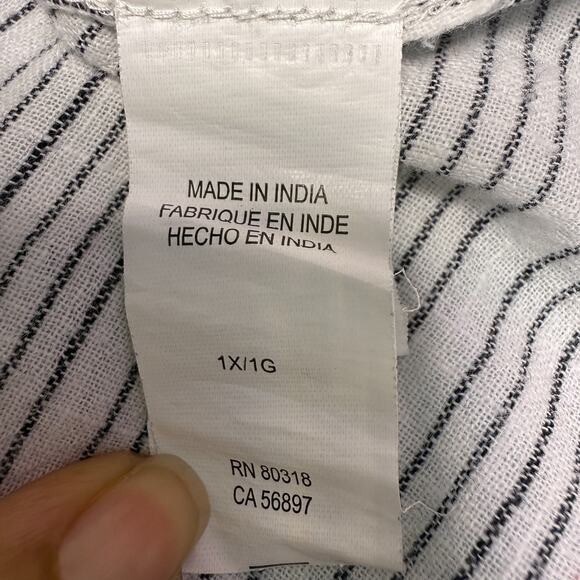 MADE IN INDIA
FABRIQUE EN INDE
HECHO EN INDIA
1X/1G
RN 80318
CA 56897